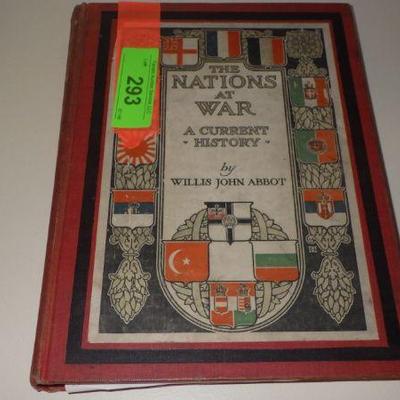 293
THE
NATIONS
AT
WAR
A CURRENT
HISTORY
by
WILLIS JOHN ABBOT